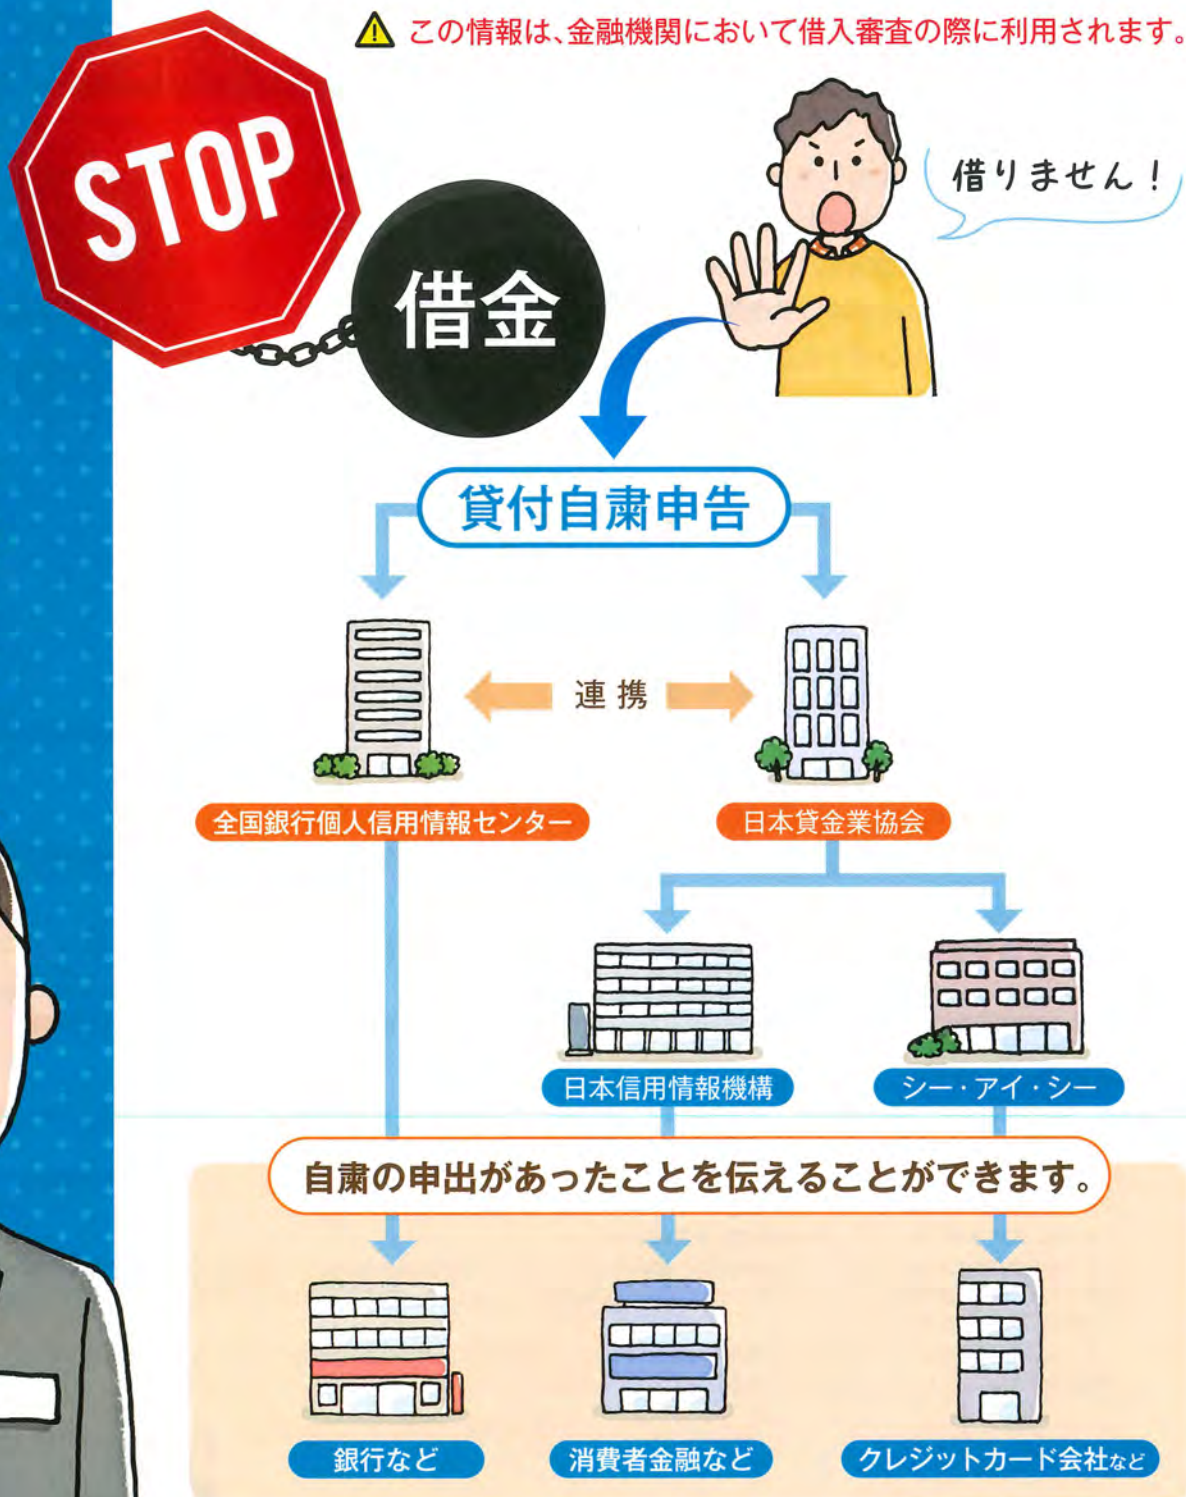 この情報は、金融機関において借入審査の際に利用されます。
STOP
借りません！
借金
貸付自粛申告
連携
全国銀行個人信用情報センター
日本貸金業協会
日本信用情報機構
シー・アイ・シー
自粛の申出があったことを伝えることができます。
銀行など
消費者金融など
クレジットカード会社など